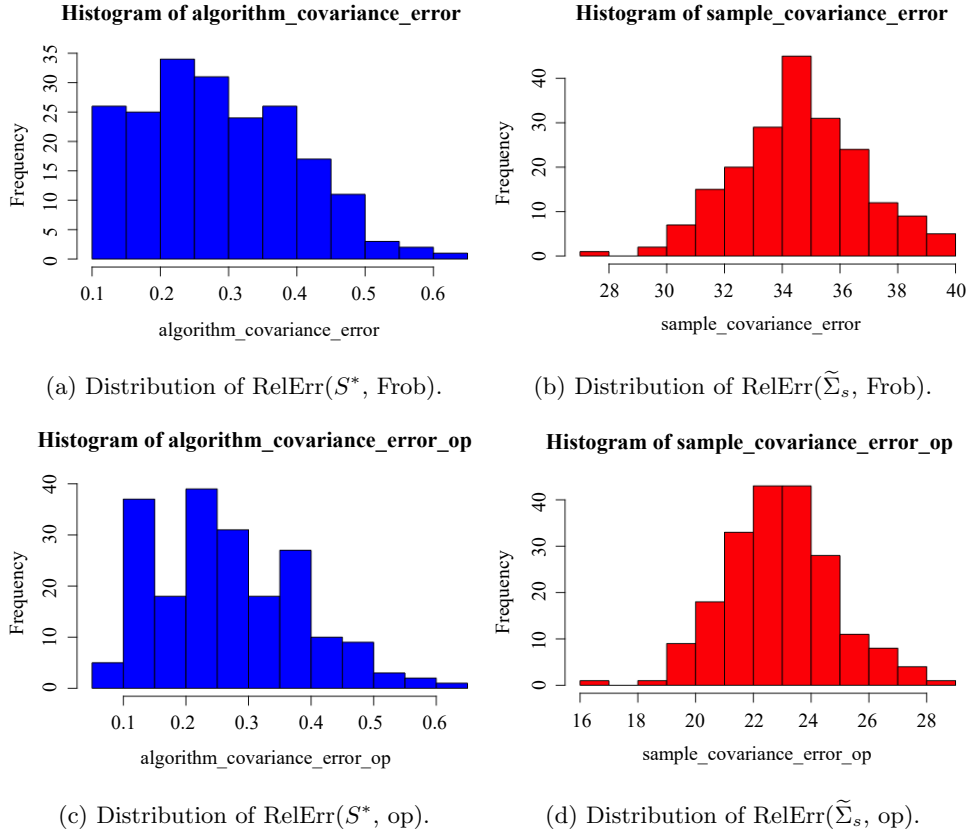 Histogram of algorithm_covariance_error
Frequency
0 5 10 15 20 25 30 35
0.1 0.2 0.3 0.4 0.5 0.6
algorithm_covariance_error
(a) Distribution of RelErr(S*, Frob).
Histogram of sample_covariance_error
Frequency
0 10 20 30 40
28 30 32 34 36 38 40
sample_covariance_error
(b) Distribution of RelErr(Σ̃ₛ, Frob).
Histogram of algorithm_covariance_error_op
Frequency
0 10 20 30 40
0.1 0.2 0.3 0.4 0.5 0.6
algorithm_covariance_error_op
(c) Distribution of RelErr(S*, op).
Histogram of sample_covariance_error_op
Frequency
0 10 20 30 40
16 18 20 22 24 26 28
sample_covariance_error_op
(d) Distribution of RelErr(Σ̃ₛ, op).